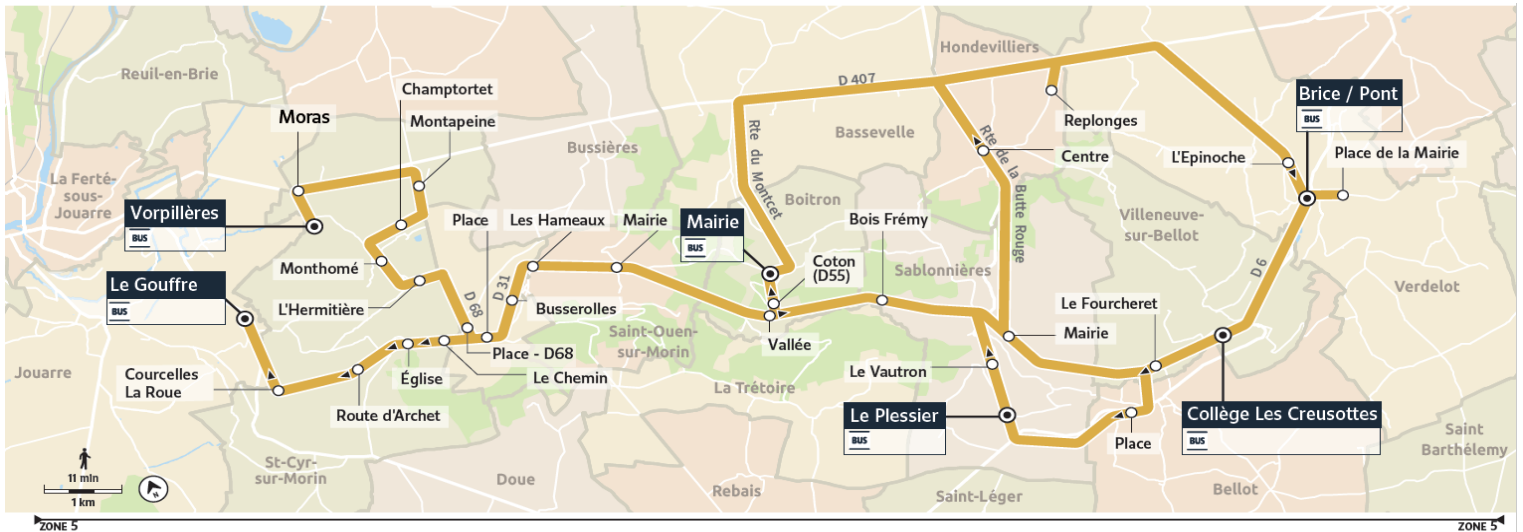 Hondevilliers
Reuil-en-Brie
D 407
Champtortet
Brice / Pont
BUS
Moras
Montapeine
Replonges
Bassevelle
Rte du Montcet
Rte de la Butte Rouge
Centre
Bussières
L'Epinoche
Place de la Mairie
La Ferté-
sous-
Jouarre
Vorpillères
BUS
Boitron
Villeneuve-
sur-Bellot
Place
Les Hameaux
Mairie
Mairie
BUS
Bois Frémy
Monthomé
Coton
(D55)
Sablonnières
D 6
Le Gouffre
BUS
D 31
D 68
Verdelot
L'Hermitière
Busserolles
Le Fourcheret
Saint-Ouen-
sur-Morin
Mairie
Vallée
Place - D68
Jouarre
Courcelles
La Roue
Église
Le Chemin
La Trétoire
Le Vautron
Route d'Archet
Le Plessier
BUS
Place
Collège Les Creusottes
BUS
Saint
Barthélemy
St-Cyr-
sur-Morin
Doue
Rebais
Saint-Léger
Bellot
11 min
1 km
N
ZONE 5
ZONE 5